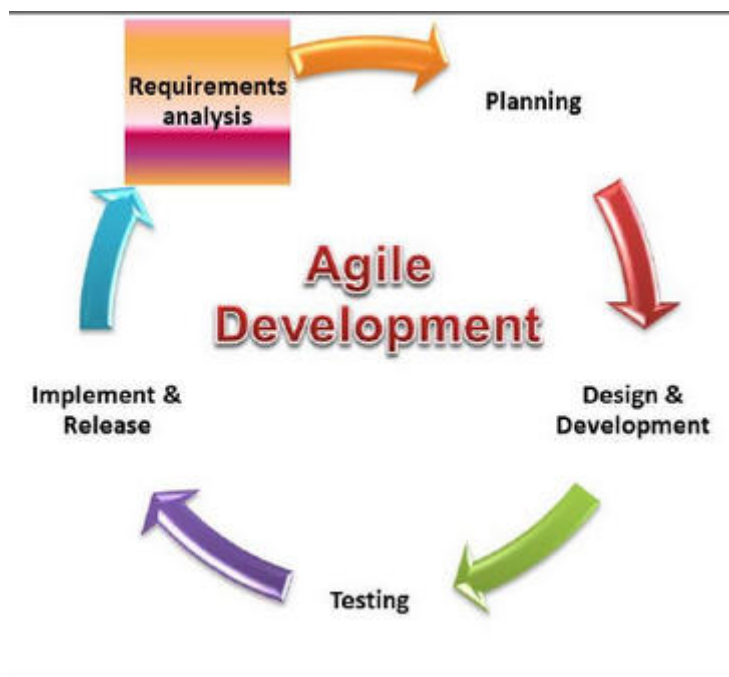 Requirements
analysis
Planning
Agile
Development
Design &
Development
Testing
Implement &
Release